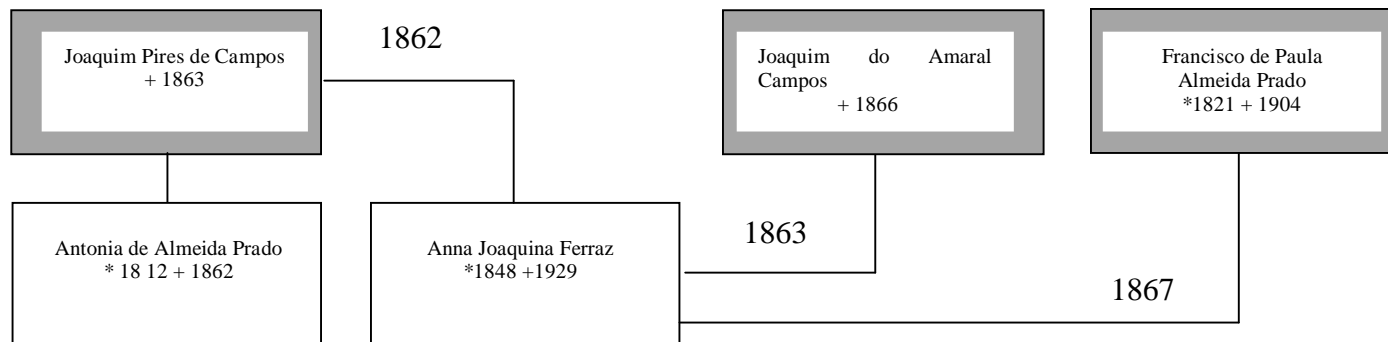 Joaquim Pires de Campos
+ 1863
1862
Joaquim do Amaral
Campos
+ 1866
Francisco de Paula
Almeida Prado
*1821 + 1904
Antonia de Almeida Prado
* 18 12 + 1862
Anna Joaquina Ferraz
*1848 +1929
1863
1867